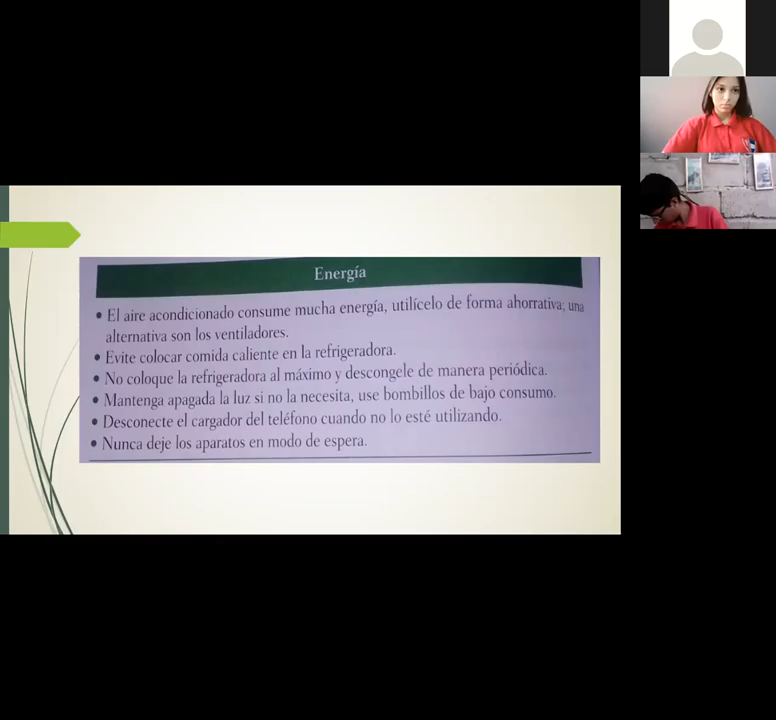 Energía
• El aire acondicionado consume mucha energía, utilícelo de forma ahorrativa; una
alternativa son los ventiladores.
• Evite colocar comida caliente en la refrigeradora.
• No coloque la refrigeradora al máximo y descongele de manera periódica.
• Mantenga apagada la luz si no la necesita, use bombillos de bajo consumo.
• Desconecte el cargador del teléfono cuando no lo esté utilizando.
• Nunca deje los aparatos en modo de espera.